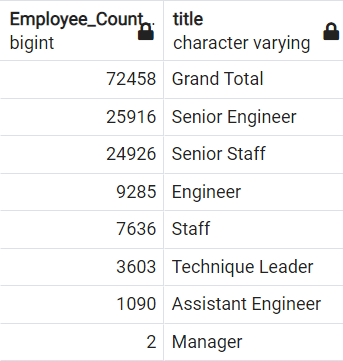 Employee_Count.. title
bigint character varying
72458 Grand Total
25916 Senior Engineer
24926 Senior Staff
9285 Engineer
7636 Staff
3603 Technique Leader
1090 Assistant Engineer
2 Manager